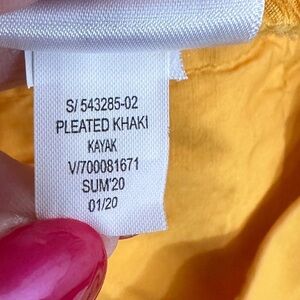 S/ 543285-02
PLEATED KHAKI
KAYAK
V/700081671
SUM'20
01/20